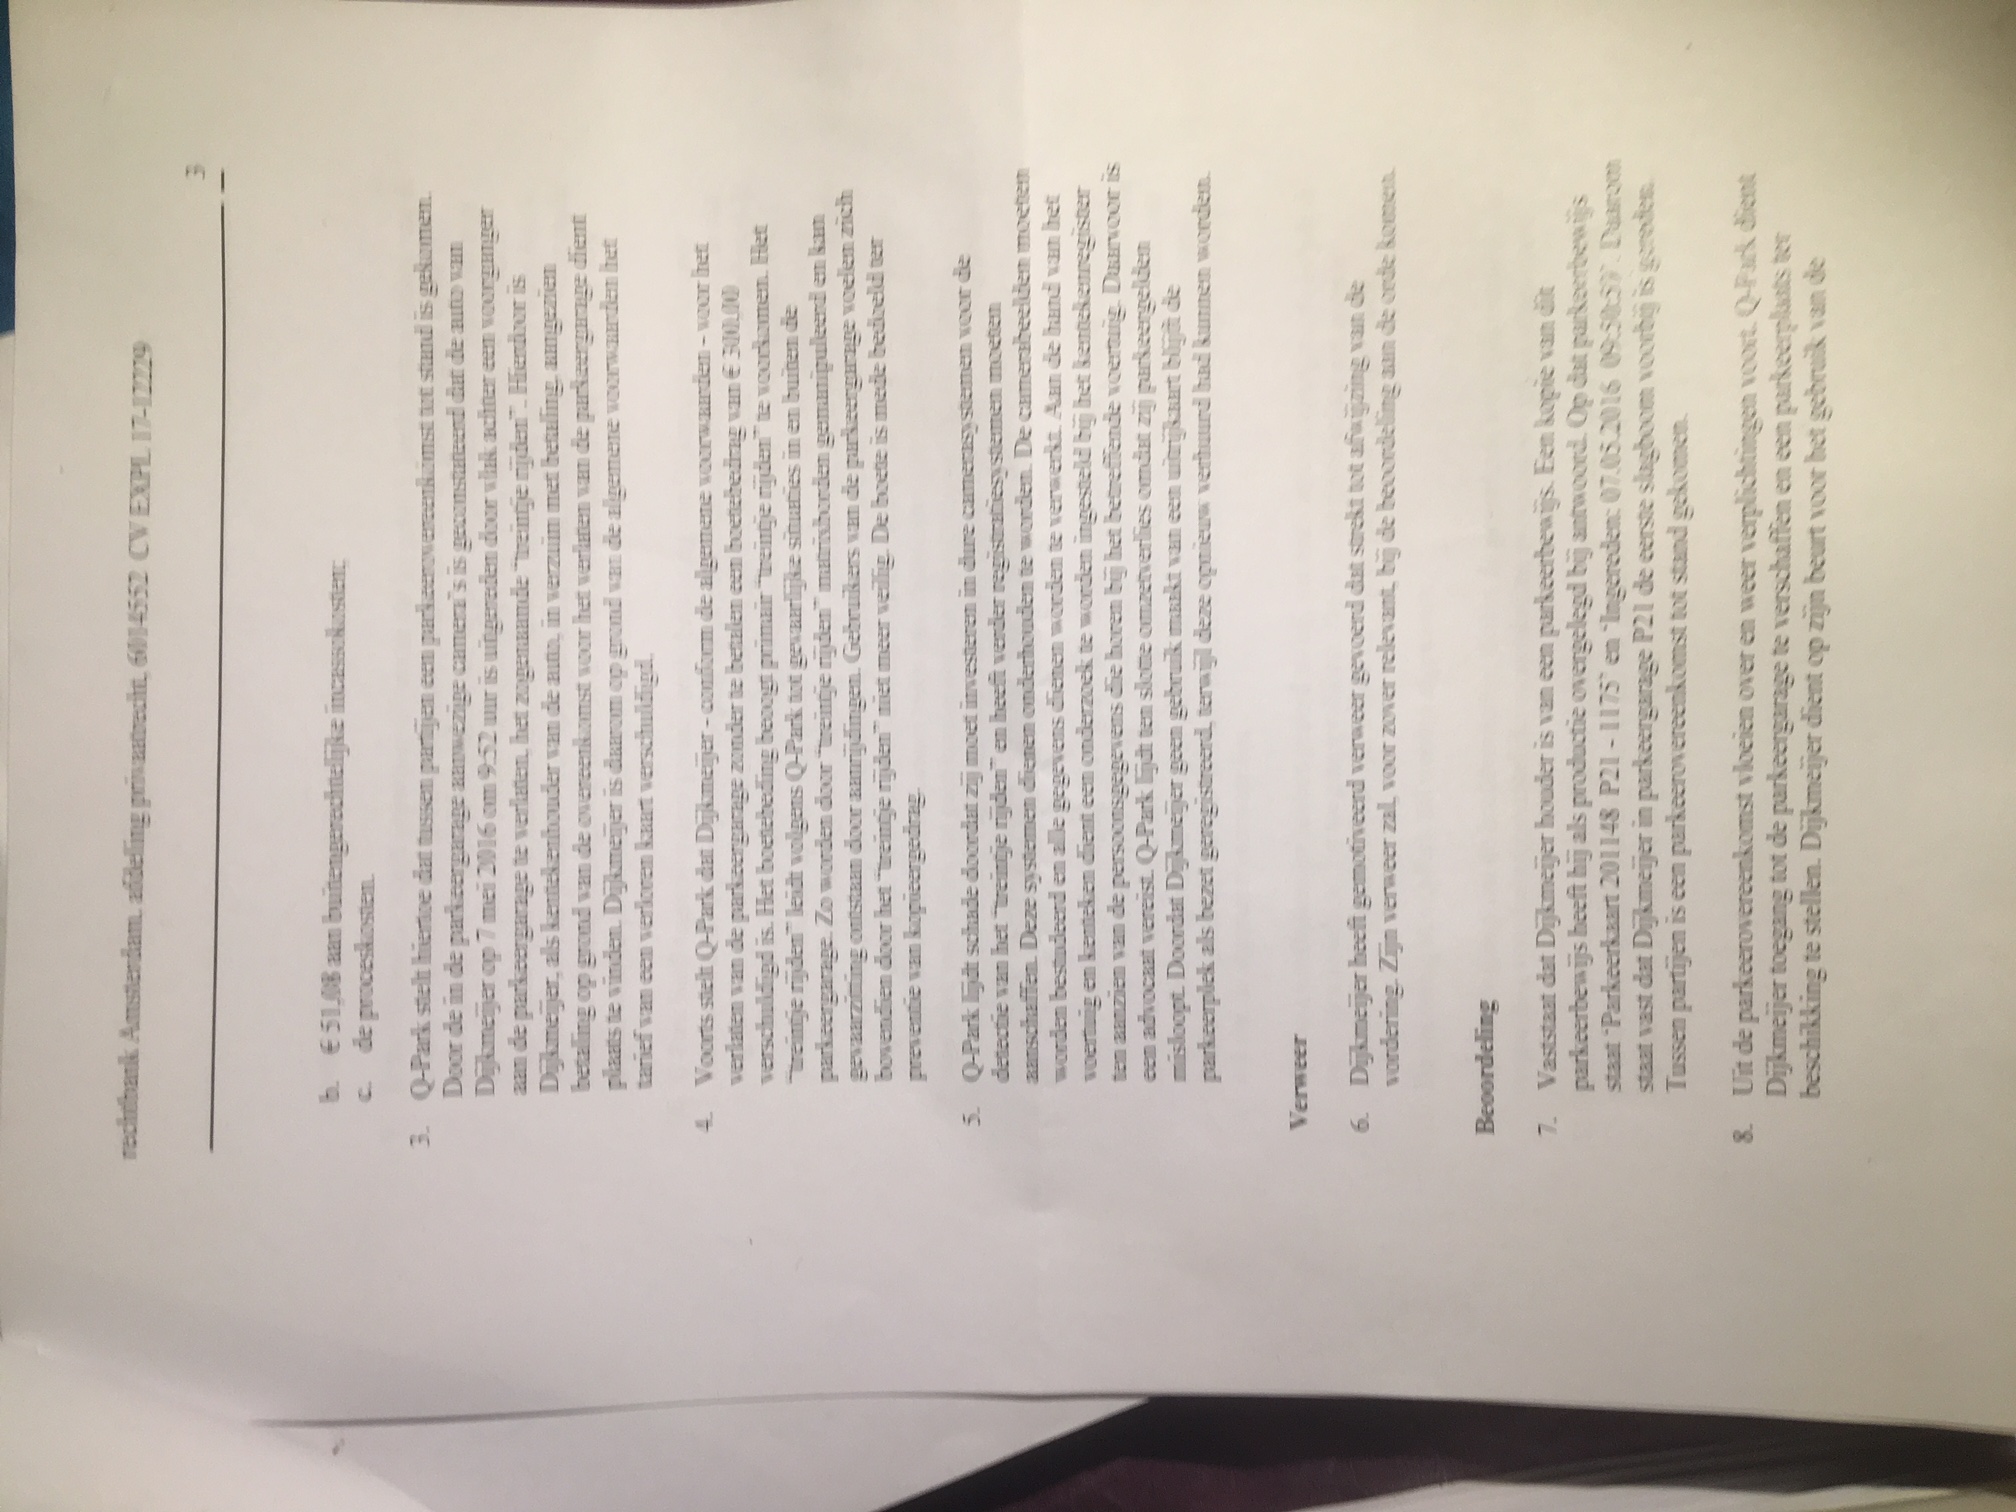 rechtbank Amsterdam, afdeling privaatrecht, 6014552 CV EXPL 17-12229
3
b. € 51,08 aan buitengerechtelijke incassokosten;
c. de proceskosten.
3. Q-Park stelt hiertoe dat tussen partijen een parkeerovereenkomst tot stand is gekomen.
Door de in de parkeergarage aanwezige camera's is geconstateerd dat de auto van
Dijkmeijer op 7 mei 2016 om 9:52 uur is uitgereden door vlak achter een voorganger
aan de parkeergarage te verlaten, het zogenaamde "treintje rijden". Hierdoor is
Dijkmeijer, als kentekenhouder van de auto, in verzuim met betaling, aangezien
betaling op grond van de overeenkomst voor het verlaten van de parkeergarage dient
plaats te vinden. Dijkmeijer is daarom op grond van de algemene voorwaarden het
tarief van een verloren kaart verschuldigd.
4. Voorts stelt Q-Park dat Dijkmeijer - conform de algemene voorwaarden - voor het
verlaten van de parkeergarage zonder te betalen een boetebedrag van € 300,00
verschuldigd is. Het boetebeding beoogt primair "treintje rijden" te voorkomen. Het
"treintje rijden" leidt volgens Q-Park tot gevaarlijke situaties in en buiten de
parkeergarage. Zo worden door "treintje rijden" matrixborden gemanipuleerd en kan
gevaarzetting ontstaan door aanrijdingen. Gebruikers van de parkeergarage voelen zich
bovendien door het "treintje rijden" niet meer veilig. De boete is mede bedoeld ter
preventie van kopieergedrag.
5. Q-Park lijdt schade doordat zij moet investeren in dure camerasystemen voor de
detectie van het "treintje rijden" en heeft verder registratiesystemen moeten
aanschaffen. Deze systemen dienen onderhouden te worden. De camerabeelden moeten
worden bestudeerd en alle gegevens dienen worden te verwerkt. Aan de hand van het
voertuig en kenteken dient een onderzoek te worden ingesteld bij het kentekenregister
ten aanzien van de persoonsgegevens die horen bij het betreffende voertuig. Daarvoor is
een advocaat vereist. Q-Park lijdt ten slotte omzetverlies omdat zij parkeergelden
misloopt. Doordat Dijkmeijer geen gebruik maakt van een uitrijkaart blijft de
parkeerplek als bezet geregistreerd, terwijl deze opnieuw verhuurd had kunnen worden.
Verweer
6. Dijkmeijer heeft gemotiveerd verweer gevoerd dat strekt tot afwijzing van de
vordering. Zijn verweer zal, voor zover relevant, bij de beoordeling aan de orde komen.
Beoordeling
7. Vaststaat dat Dijkmeijer houder is van een parkeerbewijs. Een kopie van dit
parkeerbewijs heeft hij als productie overgelegd bij antwoord. Op dat parkeerbewijs
staat 'Parkeerkaart 201148 P21 - 1175' en 'Ingereden: 07.05.2016 Daarom
staat vast dat Dijkmeijer in parkeergarage P21 de eerste slagboom voorbij is gereden.
Tussen partijen is een parkeerovereenkomst tot stand gekomen.
8. Uit de parkeerovereenkomst vloeien over en weer verplichtingen voort. Q-Park dient
Dijkmeijer toegang tot de parkeergarage te verschaffen en een parkeerplaats ter
beschikking te stellen. Dijkmeijer dient op zijn beurt voor het gebruik van de